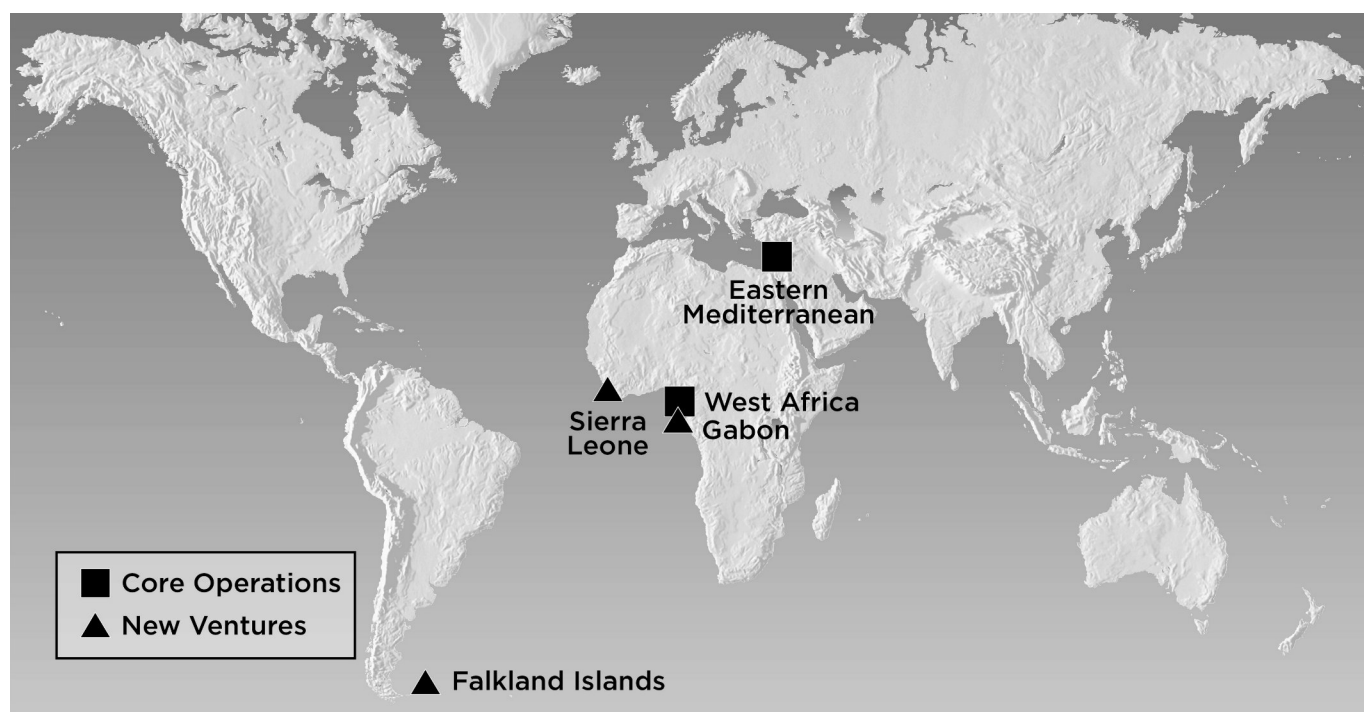 Eastern
Mediterranean
West Africa
Gabon
Sierra
Leone
Core Operations
New Ventures
Falkland Islands